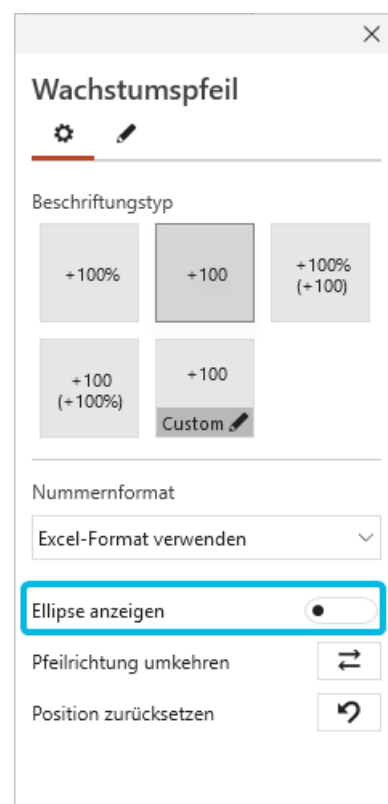 Wachstumspfeil
Beschriftungstyp
+100%
+100
+100%
(+100)
+100
(+100%)
+100
Custom
Nummernformat
Excel-Format verwenden
Ellipse anzeigen
Pfeilrichtung umkehren
Position zurücksetzen